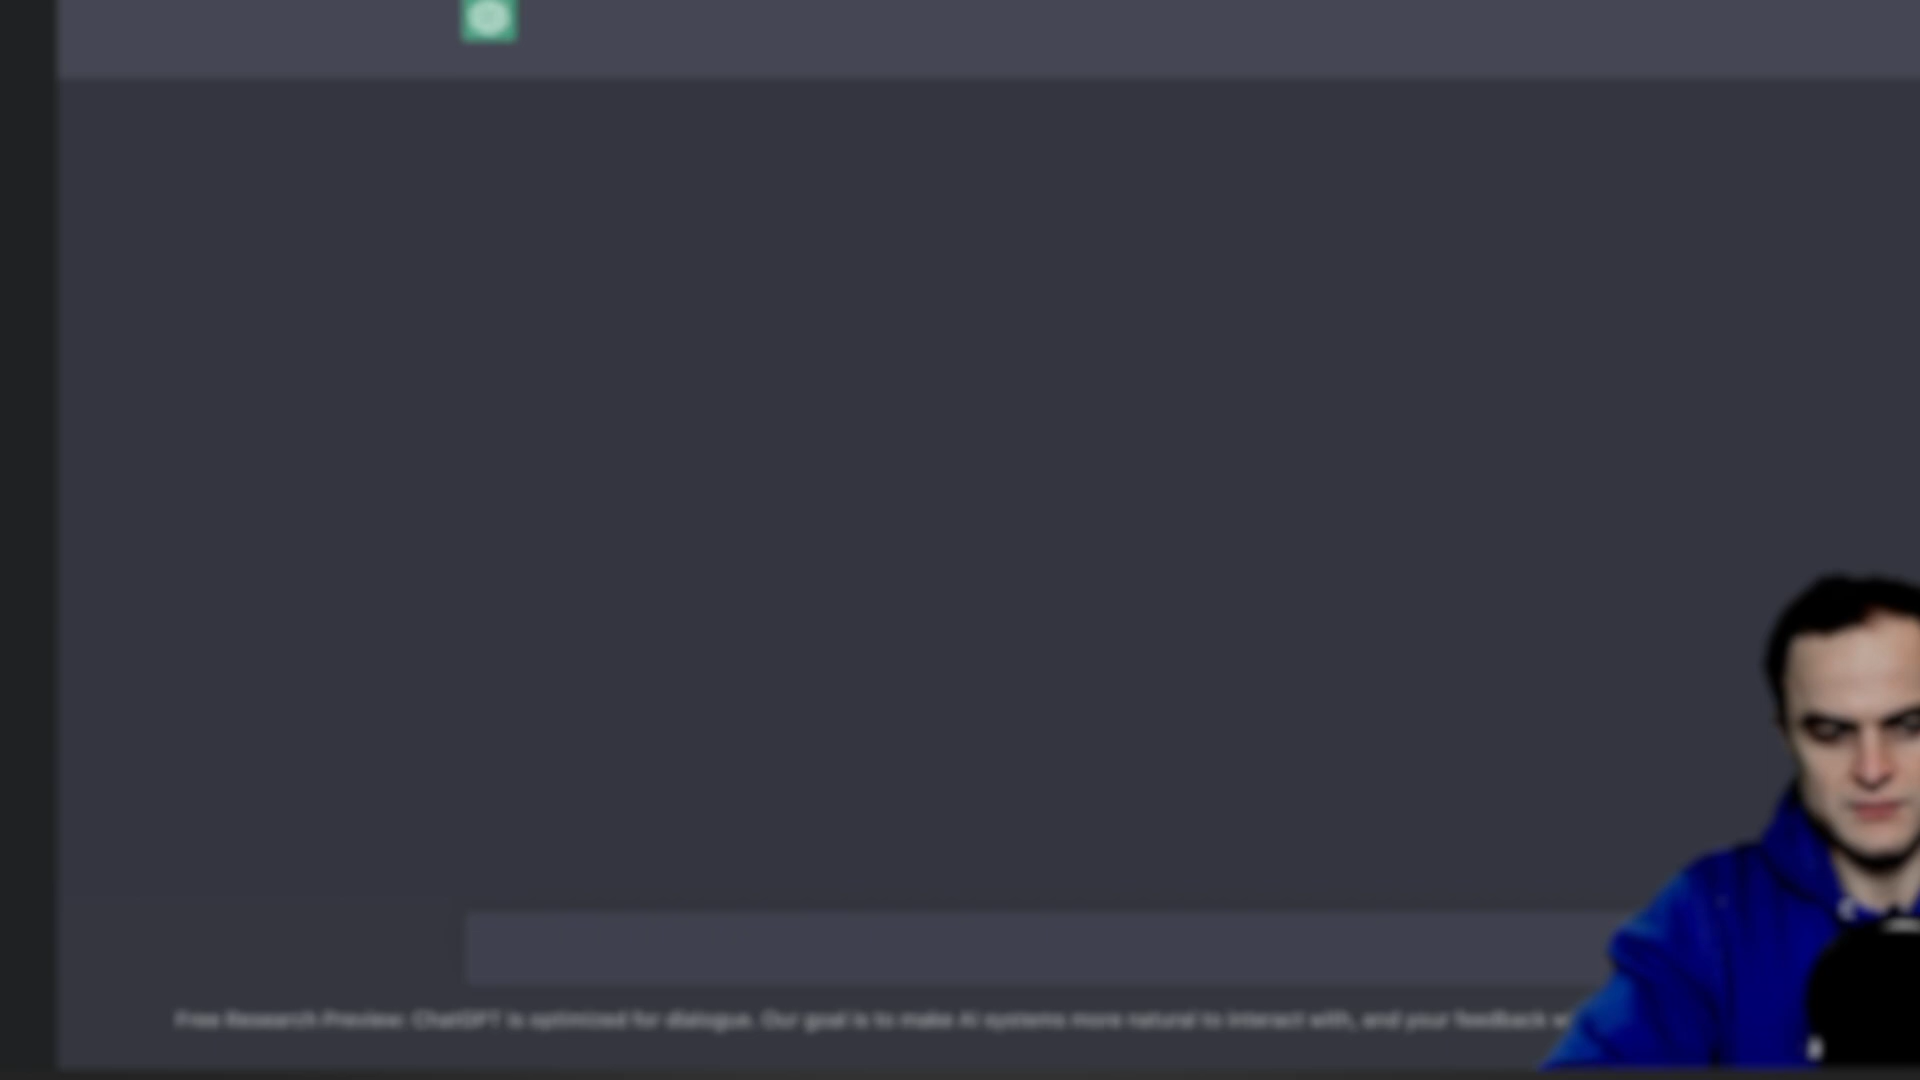 Free Research Preview: ChatGPT is optimized for dialogue. Our goal is to make AI systems more natural to interact with, and your feedback